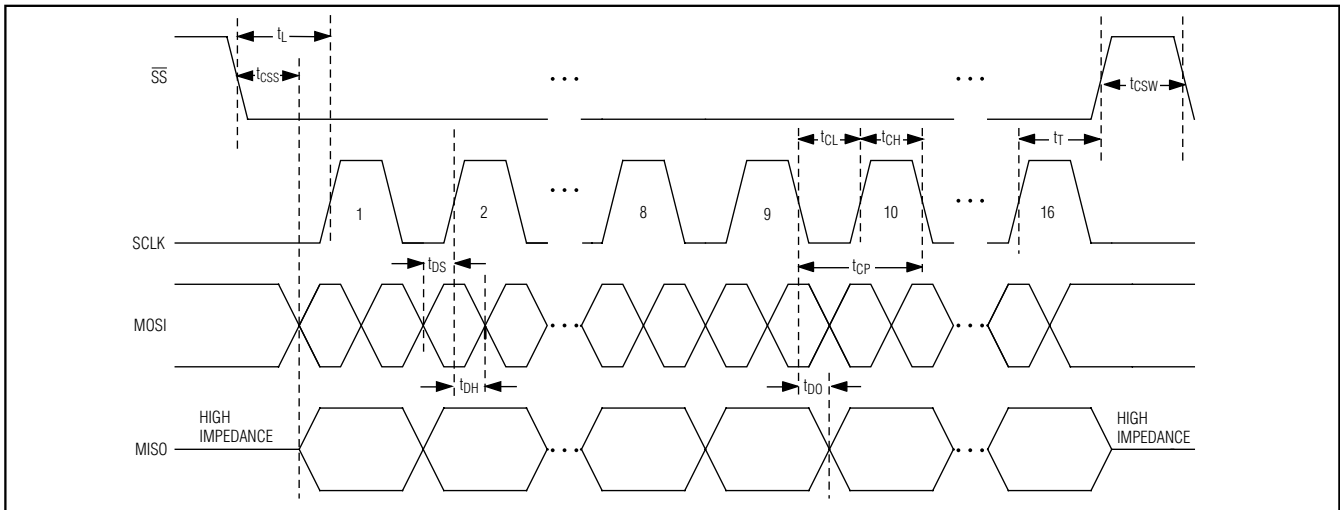 tL
tCSS
SS
tCSW
tCL
tCH
tT
1
2
8
9
10
16
SCLK
tDS
tCP
MOSI
tDH
tDO
HIGH
IMPEDANCE
MISO
HIGH
IMPEDANCE